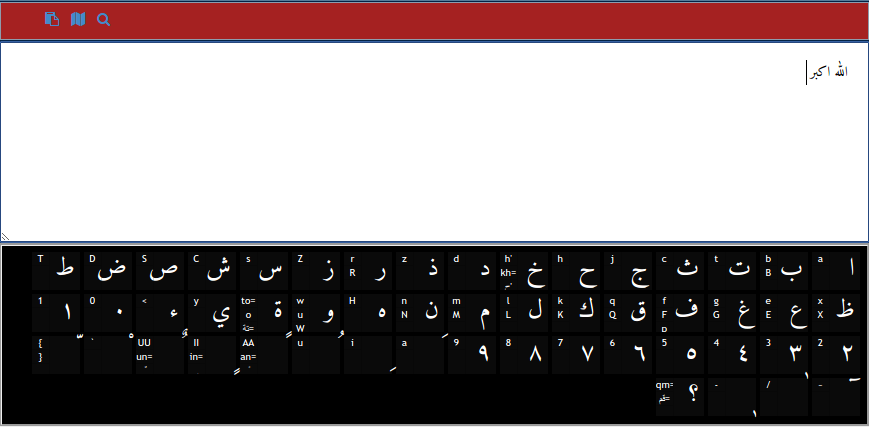 الله اكبر
a ا b B ب t ت c ث j ج h ح h' kh= خ d د z ذ r R ر Z ز s س C ش S ص D ض T ط
x X ظ e E ع g G غ f F ف q Q ق k K ك l L ل m M م n N ن H ه w u W و to= o ة y ي < ء 0 ٠ 1 ١
2 ٢ 3 ٣ 4 ٤ 5 ٥ 6 ٦ 7 ٧ 8 ٨ 9 ٩ a i u AA an= II in= UU un= ` { }
- / - qm= قم= ؟